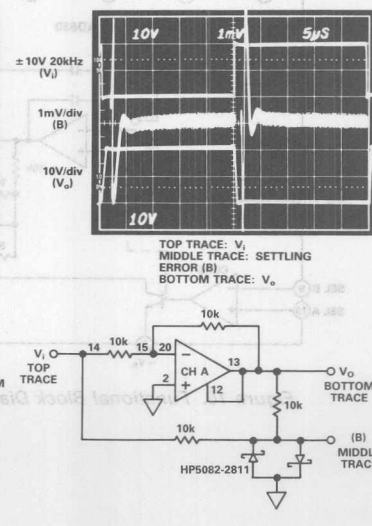 10V 1mV 5µS
± 10V 20kHz
(Vi)
1mV/div
(B)
10V/div
(Vo)
10V
TOP TRACE: Vi
MIDDLE TRACE: SETTLING
ERROR (B)
BOTTOM TRACE: Vo
10k
Vi
TOP
TRACE
14
10k
15
20
−
CH A
+
2
13
12
VO
BOTTOM
TRACE
10k
10k
(B)
MIDDLE
TRAC
HP5082-2811